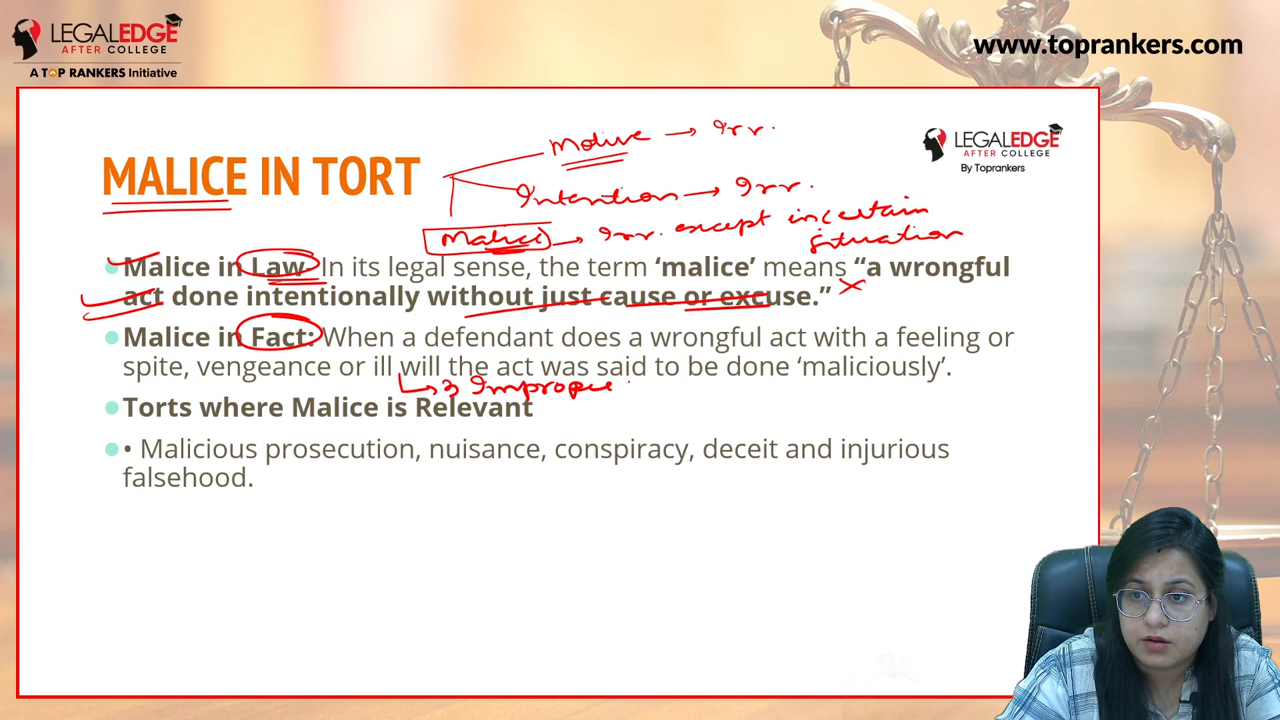 LEGALEDGE
AFTER COLLEGE
A TOP RANKERS Initiative
www.toprankers.com
LEGALEDGE
AFTER COLLEGE
By Toprankers
MALICE IN TORT
Motive → Irr.
Intention → Irr.
Malice → Irr. except in certain
situation
Malice in Law: In its legal sense, the term ‘malice’ means “a wrongful
act done intentionally without just cause or excuse.”
Malice in Fact: When a defendant does a wrongful act with a feeling or
spite, vengeance or ill will the act was said to be done ‘maliciously’.
Improper
Torts where Malice is Relevant
• Malicious prosecution, nuisance, conspiracy, deceit and injurious
falsehood.